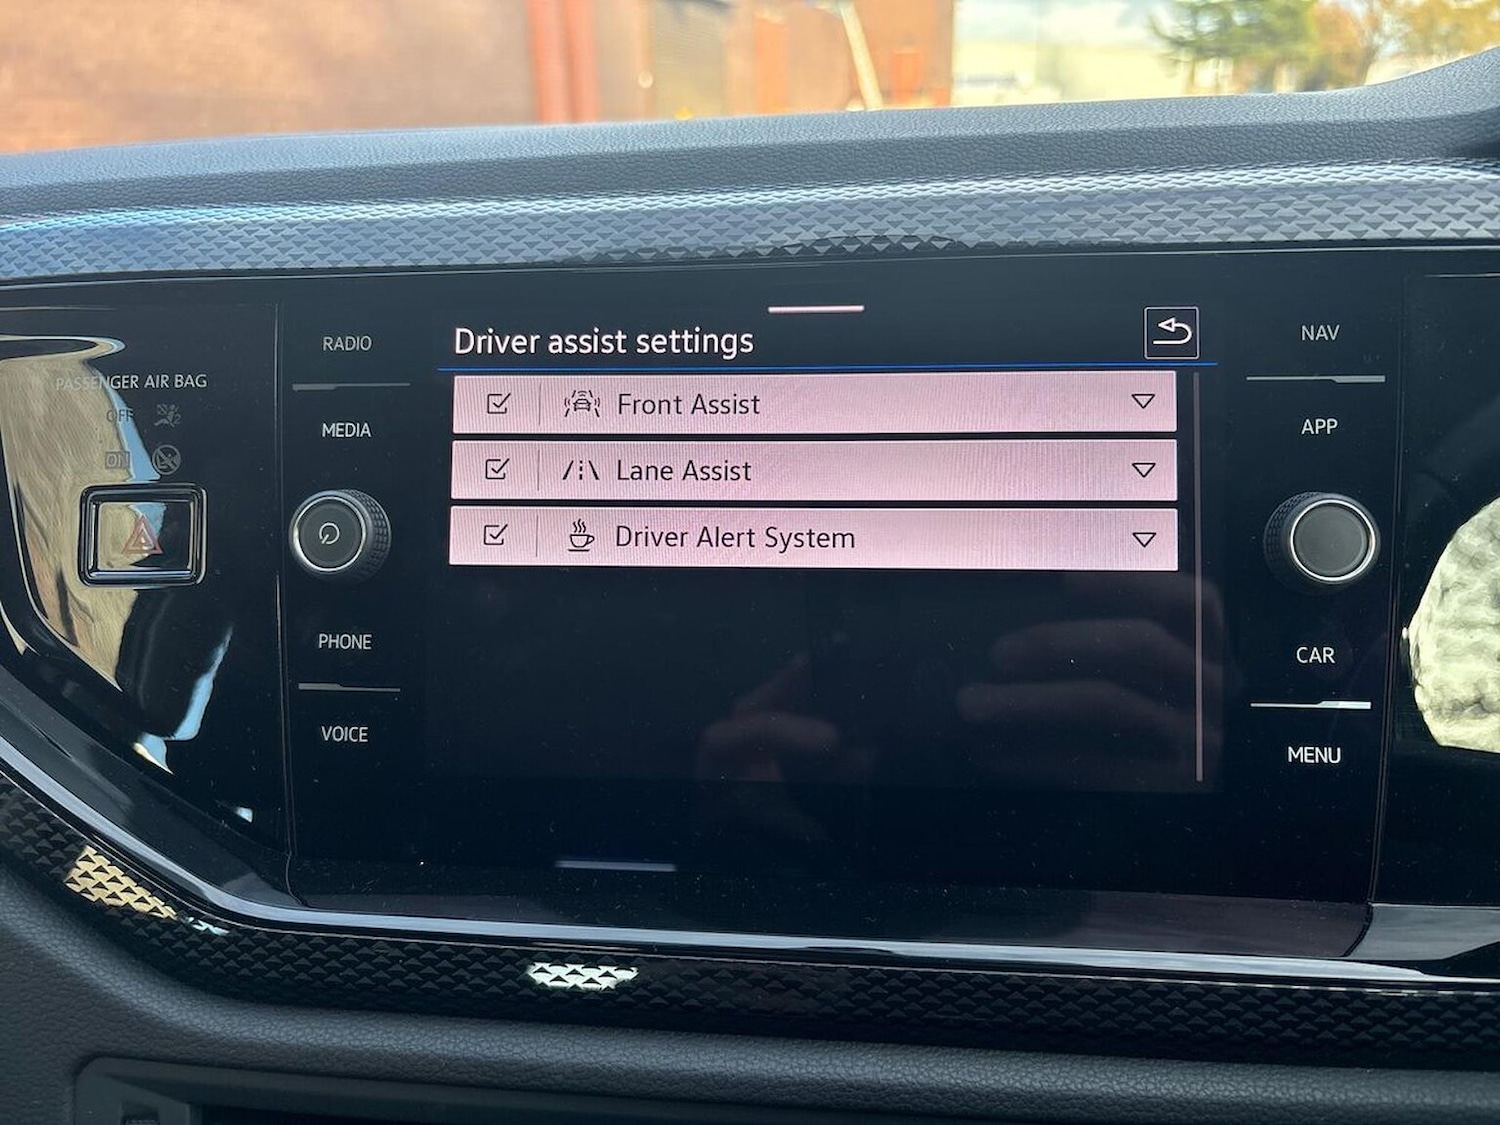 Driver assist settings
Front Assist
Lane Assist
Driver Alert System
PASSENGER AIR BAG
OFF
ON
RADIO
MEDIA
PHONE
VOICE
NAV
APP
CAR
MENU